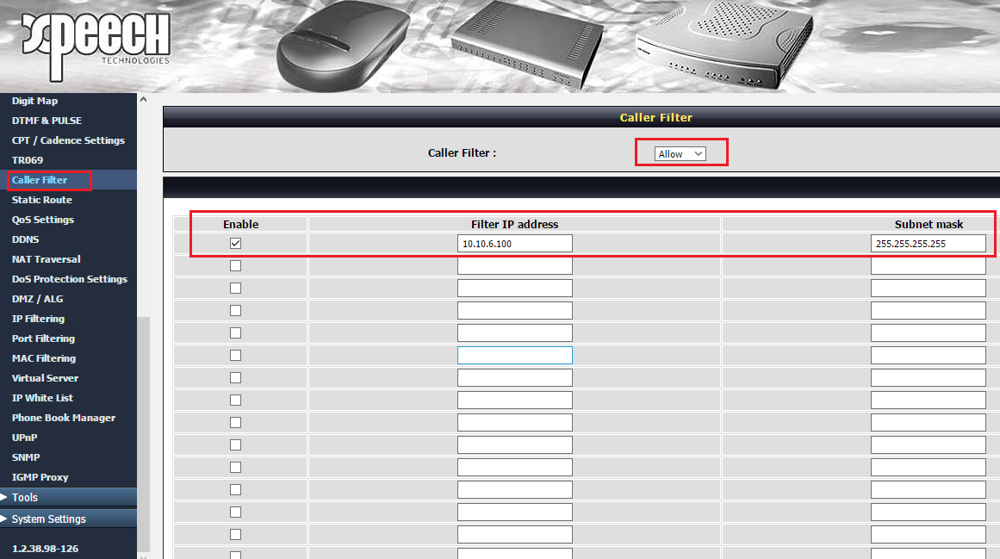 xpeech
TECHNOLOGIES
Digit Map
DTMF & PULSE
CPT / Cadence Settings
TR069
Caller Filter
Static Route
QoS Settings
DDNS
NAT Traversal
DoS Protection Settings
DMZ / ALG
IP Filtering
Port Filtering
MAC Filtering
Virtual Server
IP White List
Phone Book Manager
UPnP
SNMP
IGMP Proxy
Tools
System Settings
1.2.38.98-126
Caller Filter
Caller Filter : Allow
Enable Filter IP address Subnet mask
10.10.6.100 255.255.255.255